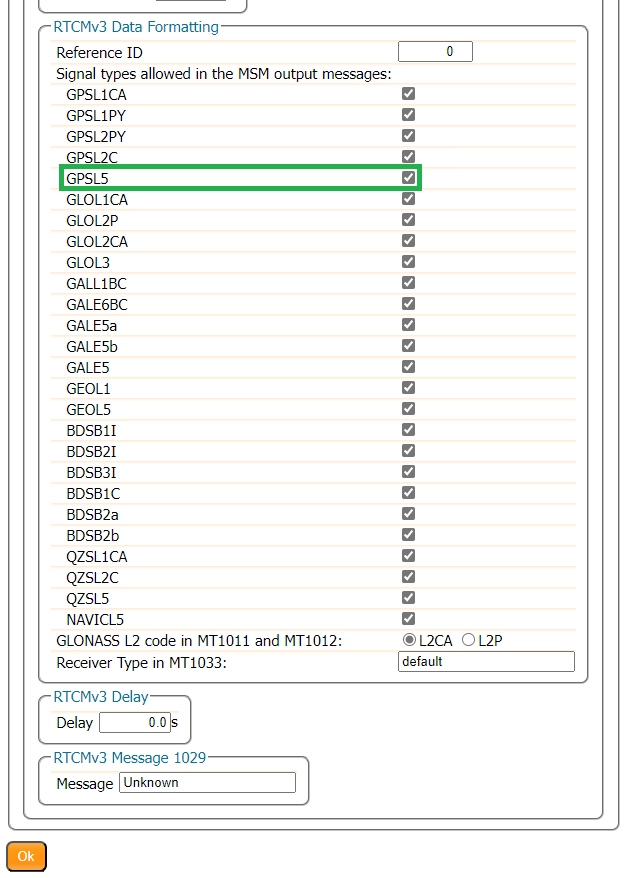 RTCMv3 Data Formatting
Reference ID 0
Signal types allowed in the MSM output messages:
GPSL1CA
GPSL1PY
GPSL2PY
GPSL2C
GPSL5
GLOL1CA
GLOL2P
GLOL2CA
GLOL3
GALL1BC
GALE6BC
GALE5a
GALE5b
GALE5
GEOL1
GEOL5
BDSB1I
BDSB2I
BDSB3I
BDSB1C
BDSB2a
BDSB2b
QZSL1CA
QZSL2C
QZSL5
NAVICL5
GLONASS L2 code in MT1011 and MT1012: L2CA L2P
Receiver Type in MT1033: default
RTCMv3 Delay
Delay 0.0 s
RTCMv3 Message 1029
Message Unknown
Ok